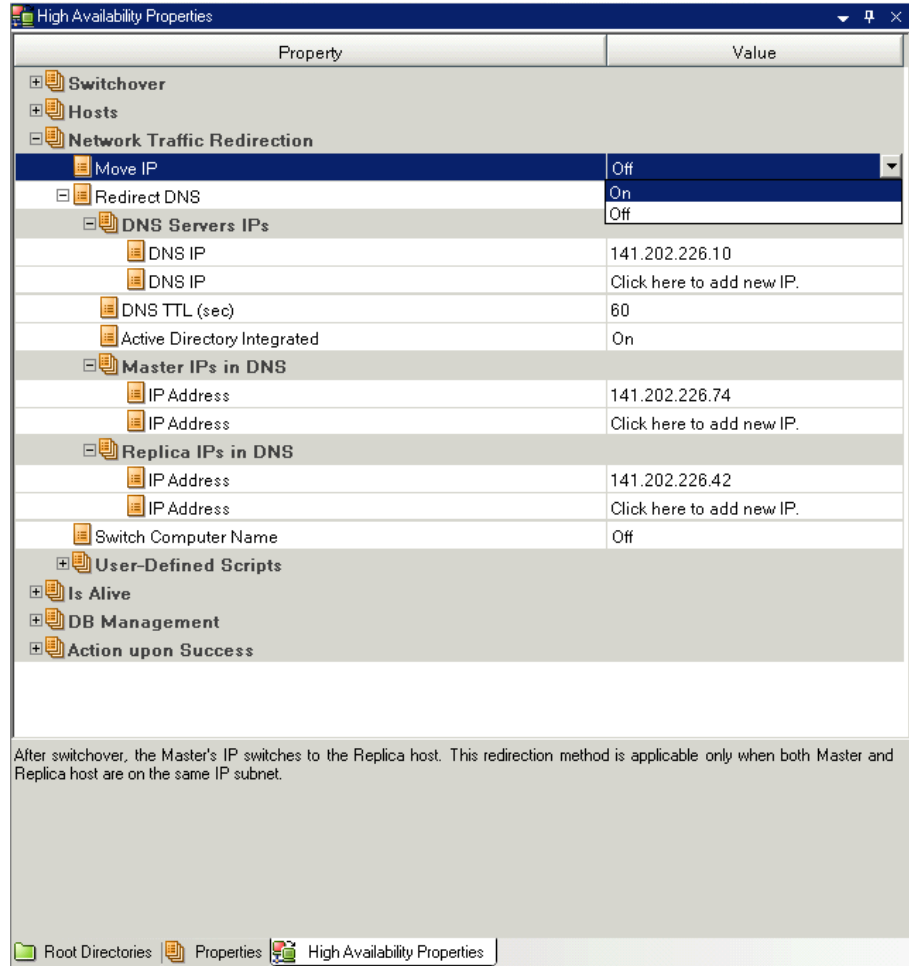 High Availability Properties
Property Value
Switchover
Hosts
Network Traffic Redirection
Move IP Off
On
Redirect DNS
Off
DNS Servers IPs
DNS IP 141.202.226.10
DNS IP Click here to add new IP.
DNS TTL (sec) 60
Active Directory Integrated On
Master IPs in DNS
IP Address 141.202.226.74
IP Address Click here to add new IP.
Replica IPs in DNS
IP Address 141.202.226.42
IP Address Click here to add new IP.
Switch Computer Name Off
User-Defined Scripts
Is Alive
DB Management
Action upon Success
After switchover, the Master's IP switches to the Replica host. This redirection method is applicable only when both Master and
Replica host are on the same IP subnet.
Root Directories Properties High Availability Properties